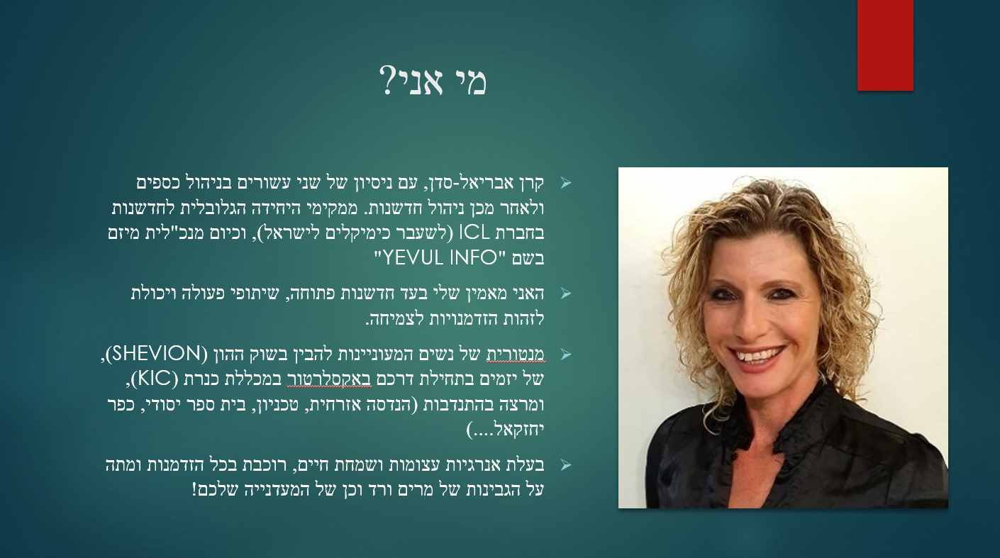 מי אני?
קרן אבריאל-סדן, עם ניסיון של שני עשורים בניהול כספים
ולאחר מכן ניהול חדשנות. ממקימי היחידה הגלובלית לחדשנות
בחברת ICL (לשעבר כימיקלים לישראל), וכיום מנכ"לית מיזם
בשם "YEVUL INFO"
האני מאמין שלי בעד חדשנות פתוחה, שיתופי פעולה ויכולת
לזהות הזדמנויות לצמיחה.
מנטורית של נשים המעוניינות להבין בשוק ההון (SHEVION),
של יזמים בתחילת דרכם באקסלרטור במכללת כנרת (KIC),
ומרצה בהתנדבות (הנדסה אזרחית, טכניון, בית ספר יסודי, כפר
יחזקאל....)
בעלת אנרגיות עצומות ושמחת חיים, רוכבת בכל הזדמנות ומתה
על הגבינות של מרים ורד וכן של המעדנייה שלכם!